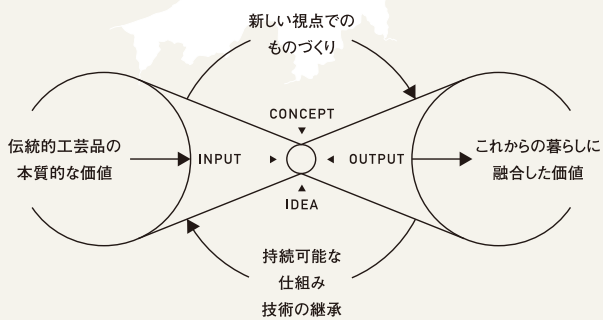 新しい視点での
ものづくり
CONCEPT
伝統的工芸品の
本質的な価値
INPUT
OUTPUT
これからの暮らしに
融合した価値
IDEA
持続可能な
仕組み
技術の継承